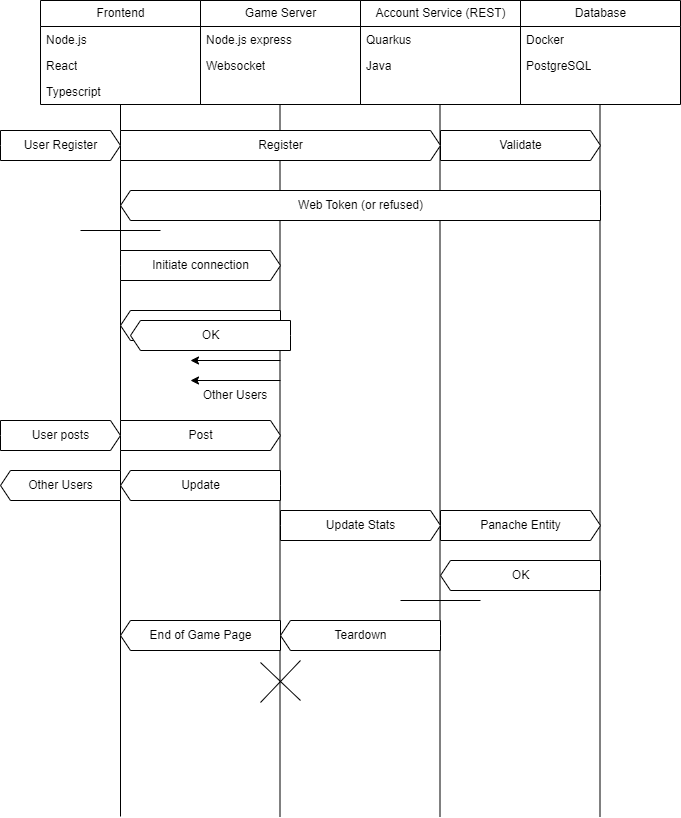 Frontend
Game Server
Account Service (REST)
Database
Node.js
Node.js express
Quarkus
Docker
React
Websocket
Java
PostgreSQL
Typescript
User Register
Register
Validate
Web Token (or refused)
Initiate connection
OK
Other Users
User posts
Post
Other Users
Update
Update Stats
Panache Entity
OK
End of Game Page
Teardown